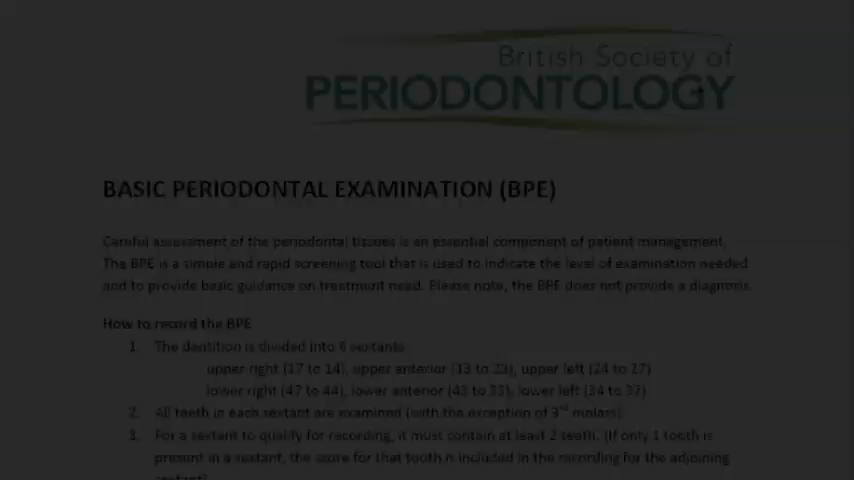 British Society of
PERIODONTOLOGY
BASIC PERIODONTAL EXAMINATION (BPE)
Careful assessment of the periodontal tissues is an essential component of patient management.
The BPE is a simple and rapid screening tool that is used to indicate the level of examination needed
and to provide basic guidance on treatment need. Please note, the BPE does not provide a diagnosis.
How to record the BPE
1. The dentition is divided into 6 sextants
upper right (17 to 14), upper anterior (13 to 23), upper left (24 to 27)
lower right (47 to 44), lower anterior (43 to 33), lower left (34 to 37)
2. All teeth in each sextant are examined (with the exception of 3rd molars).
3. For a sextant to qualify for recording, it must contain at least 2 teeth. (If only 1 tooth is
present in a sextant, the score for that tooth is included in the recording for the adjoining